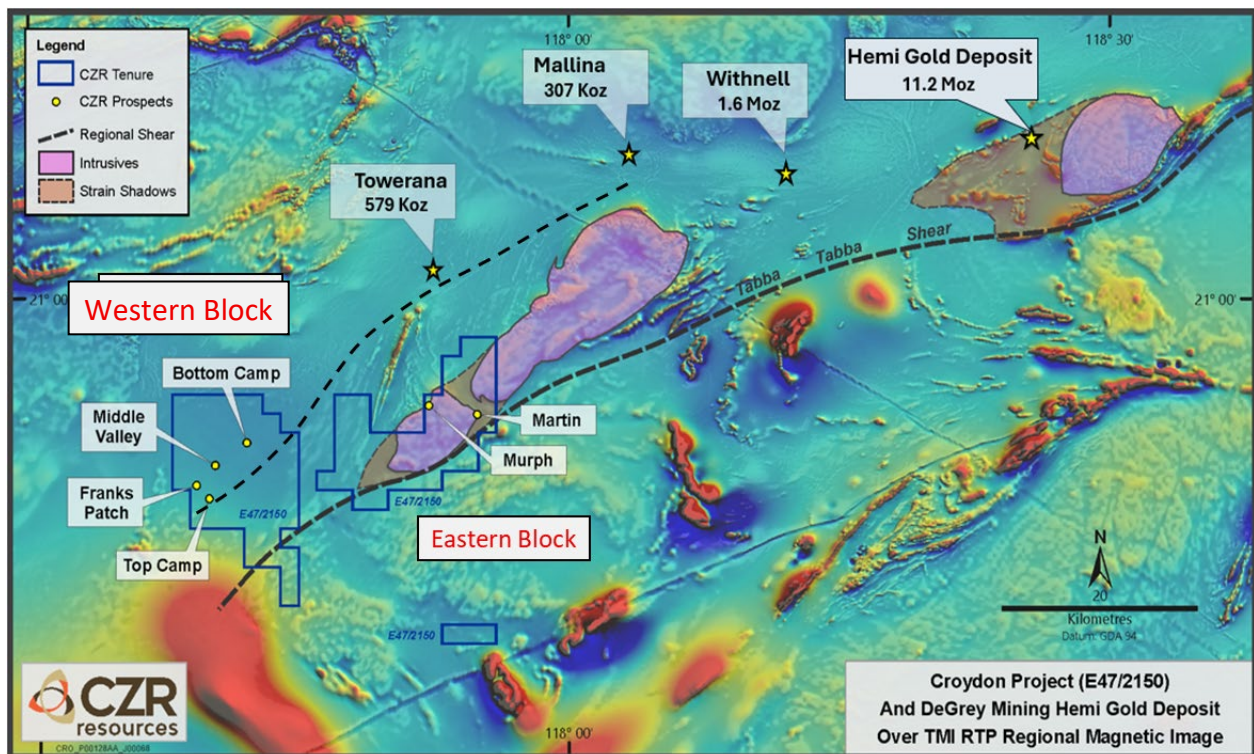 118° 00'
118° 30'
Legend
CZR Tenure
CZR Prospects
Regional Shear
Intrusives
Strain Shadows
Mallina
307 Koz
Withnell
1.6 Moz
Hemi Gold Deposit
11.2 Moz
Towerana
579 Koz
Tabba Tabba Shear
21° 00'
21° 00'
Western Block
Bottom Camp
Middle
Valley
Franks
Patch
Top Camp
E47/2150
Martin
Murph
E47/2150
Eastern Block
E47/2150
N
20
Kilometres
Datum: GDA 94
CZR
resources
CRO_P00128AA_J00068
118° 00'
Croydon Project (E47/2150)
And DeGrey Mining Hemi Gold Deposit
Over TMI RTP Regional Magnetic Image